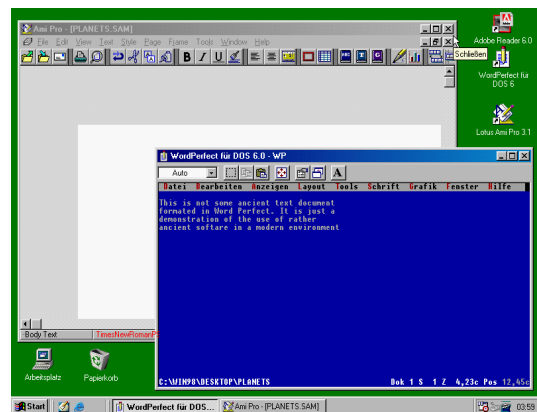 Ami Pro - [PLANETS.SAM]
File Edit View Text Style Page Frame Tools Window Help
Schließen
Adobe Reader 6.0
WordPerfect für
DOS 6
Lotus Ami Pro 3.1
WordPerfect für DOS 6.0 - WP
Auto
Datei Bearbeiten Anzeigen Layout Tools Schrift Grafik Fenster Hilfe
This is not some ancient text document
formated in Word Perfect. It is just a
demonstration of the use of rather
ancient softare in a modern environment
Body Text
TimesNewRomanP
Arbeitsplatz
Papierkorb
C:\WIN98\DESKTOP\PLANETS
Dok 1 S 1 Z 4,23c Pos 12,45c
Start
WordPerfect für DOS...
Ami Pro - [PLANETS.SAM]
03:59